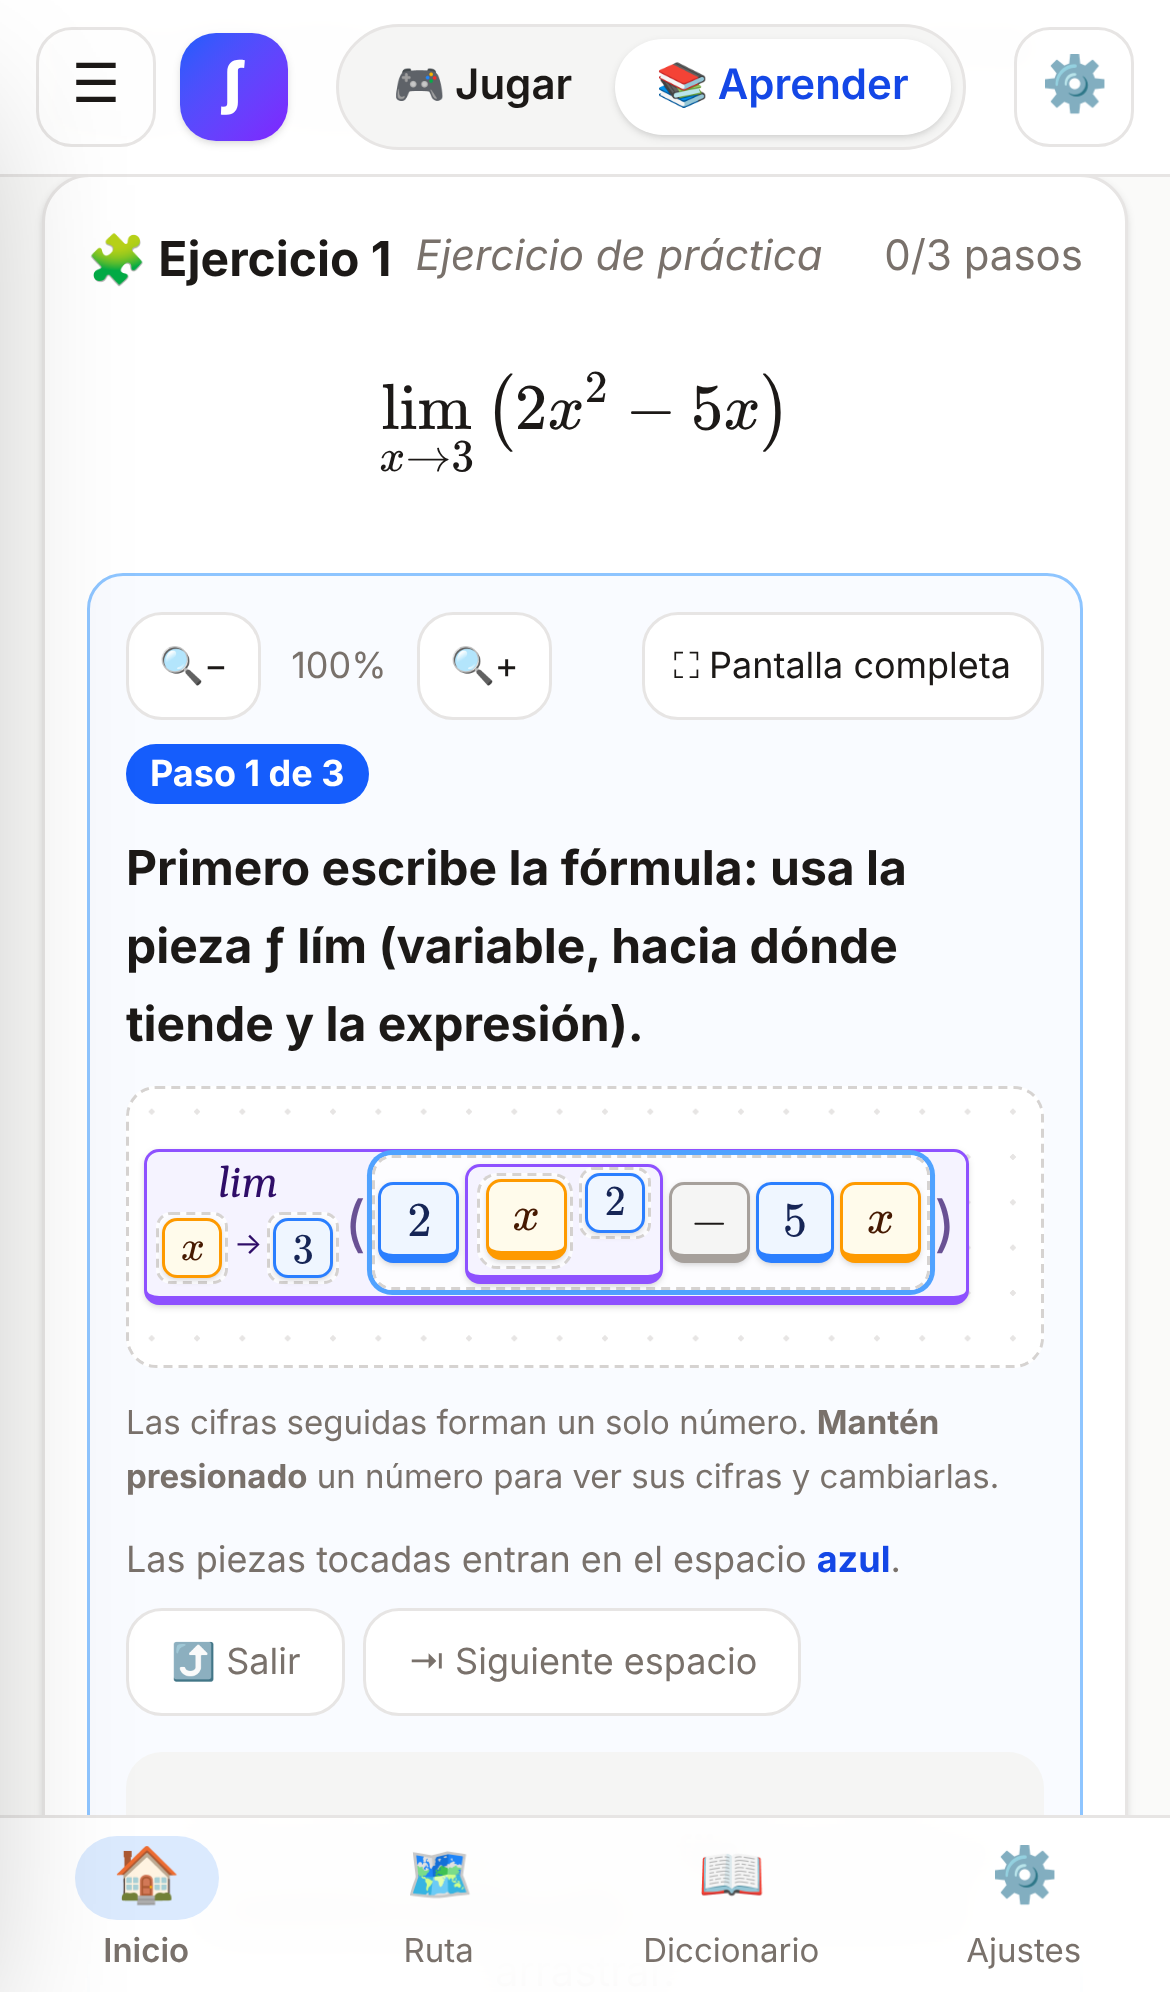 ☰ ∫ 🎮 Jugar 📚 Aprender ⚙️
🧩 Ejercicio 1 Ejercicio de práctica 0/3 pasos
lim (2x² − 5x)
x→3
🔍− 100% 🔍+ ⛶ Pantalla completa
Paso 1 de 3
Primero escribe la fórmula: usa la
pieza ƒ lím (variable, hacia dónde
tiende y la expresión).
lim
x → 3 ( 2 x 2 − 5 x )
Las cifras seguidas forman un solo número. Mantén
presionado un número para ver sus cifras y cambiarlas.
Las piezas tocadas entran en el espacio azul.
⤴️ Salir ⇥ Siguiente espacio
Inicio Ruta Diccionario Ajustes